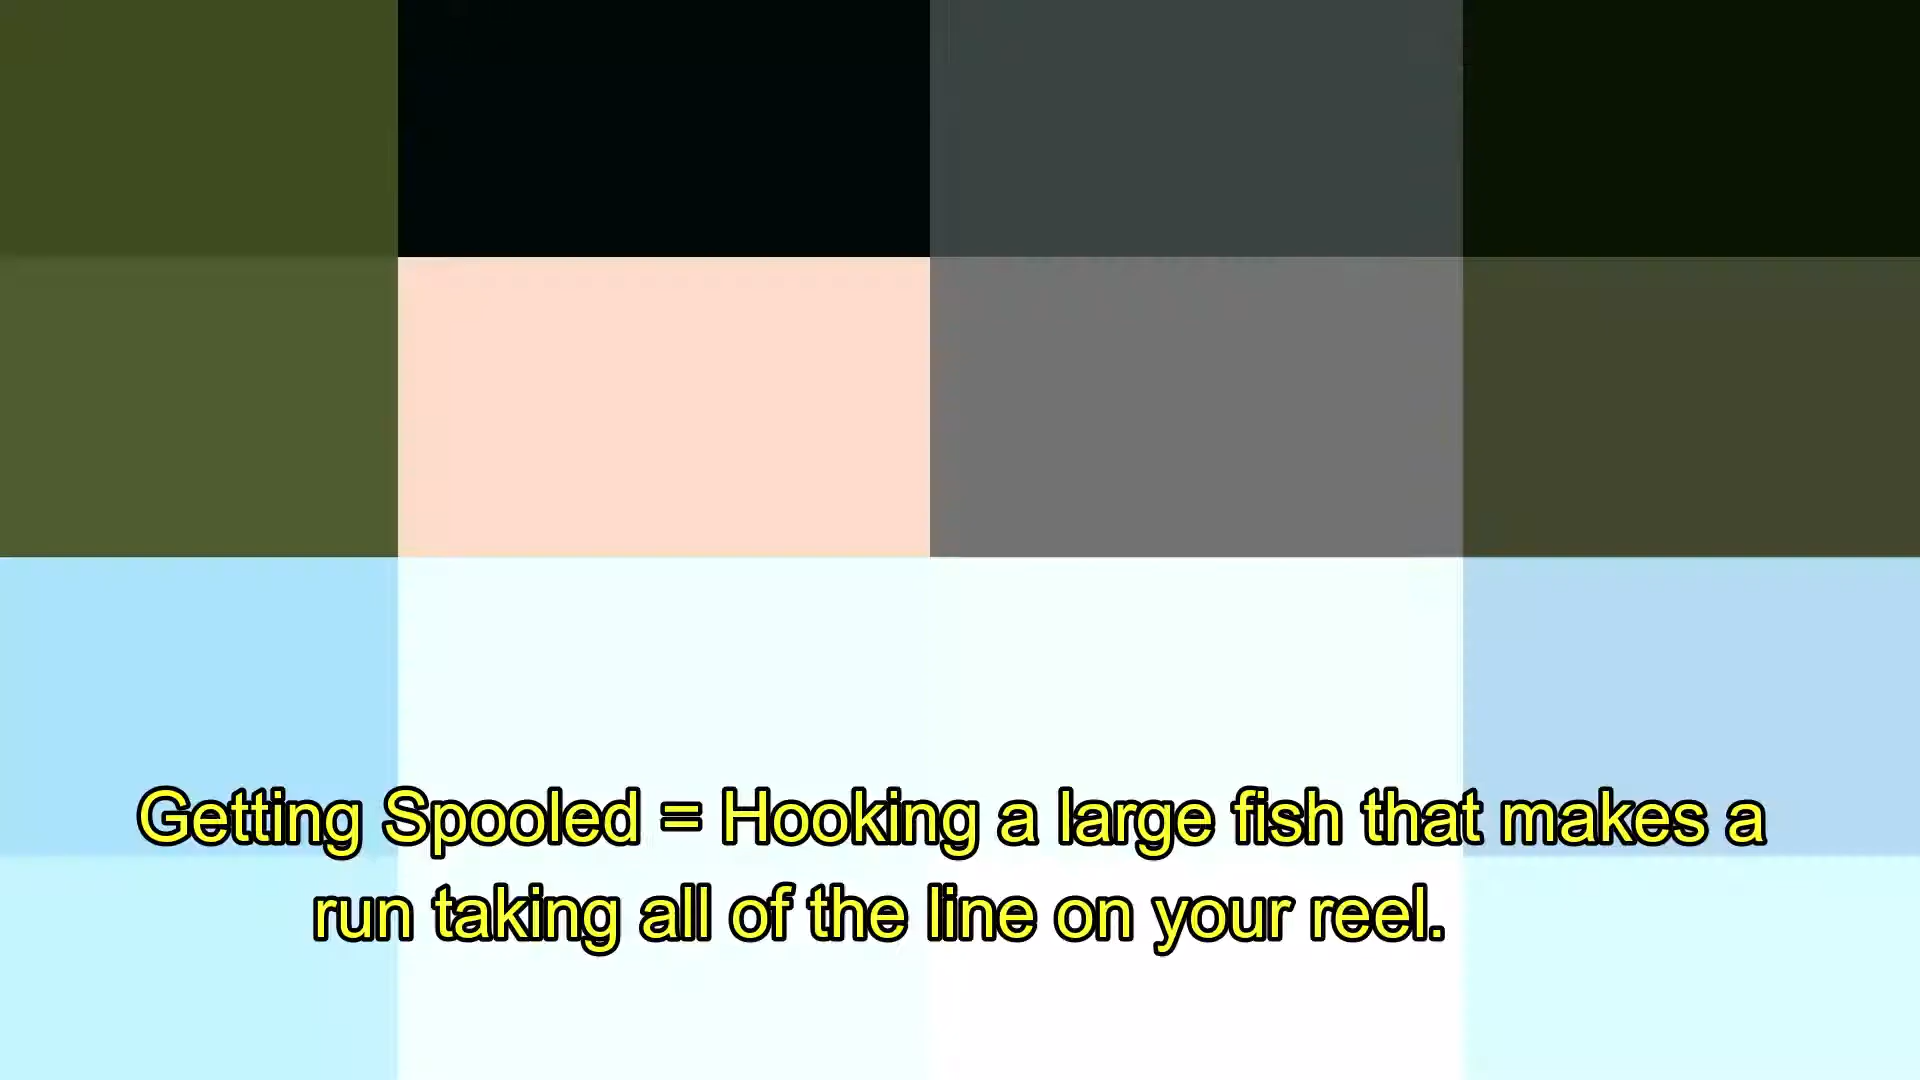 Getting Spooled = Hooking a large fish that makes a
run taking all of the line on your reel.